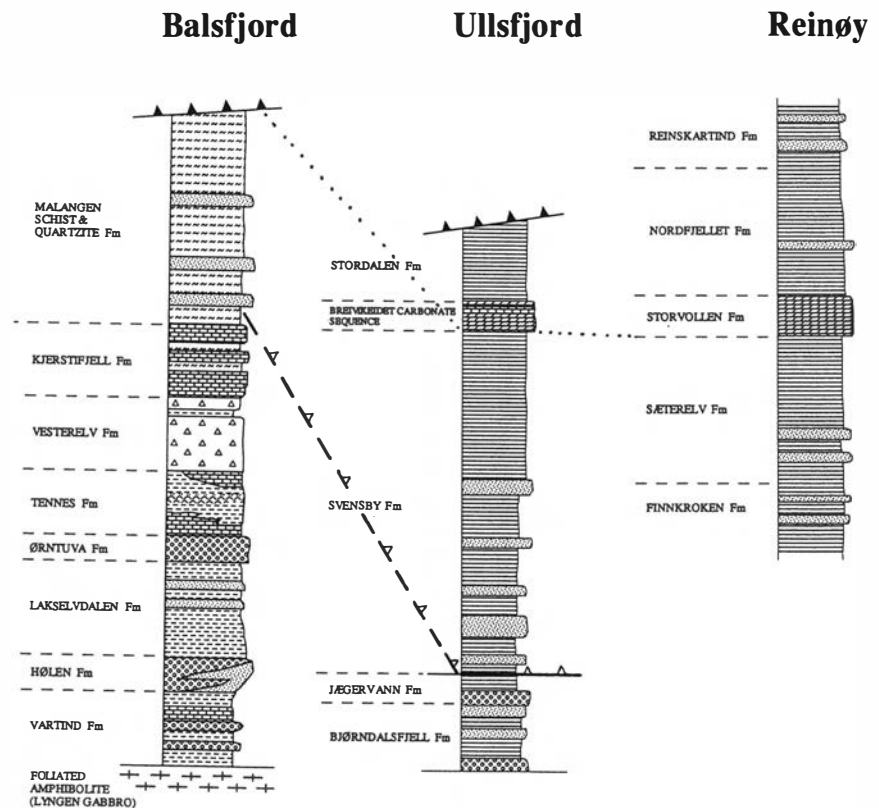 Balsfjord
Ullsfjord
Reinøy
MALANGEN
SCHIST &
QUARTZITE Fm
KJERSTIFJELL Fm
VESTERELV Fm
TENNES Fm
ØRNTUVA Fm
LAKSELVDALEN Fm
HØLEN Fm
VARTIND Fm
FOLIATED
AMPHIBOLITE
(LYNGEN GABBRO)
STORDALEN Fm
BREIVIKEIDET CARBONATE
SEQUENCE
SVENSBY Fm
JÆGERVANN Fm
BJØRNDALSFJELL Fm
REINSKARTIND Fm
NORDFJELLET Fm
STORVOLLEN Fm
SÆTERELV Fm
FINNKROKEN Fm